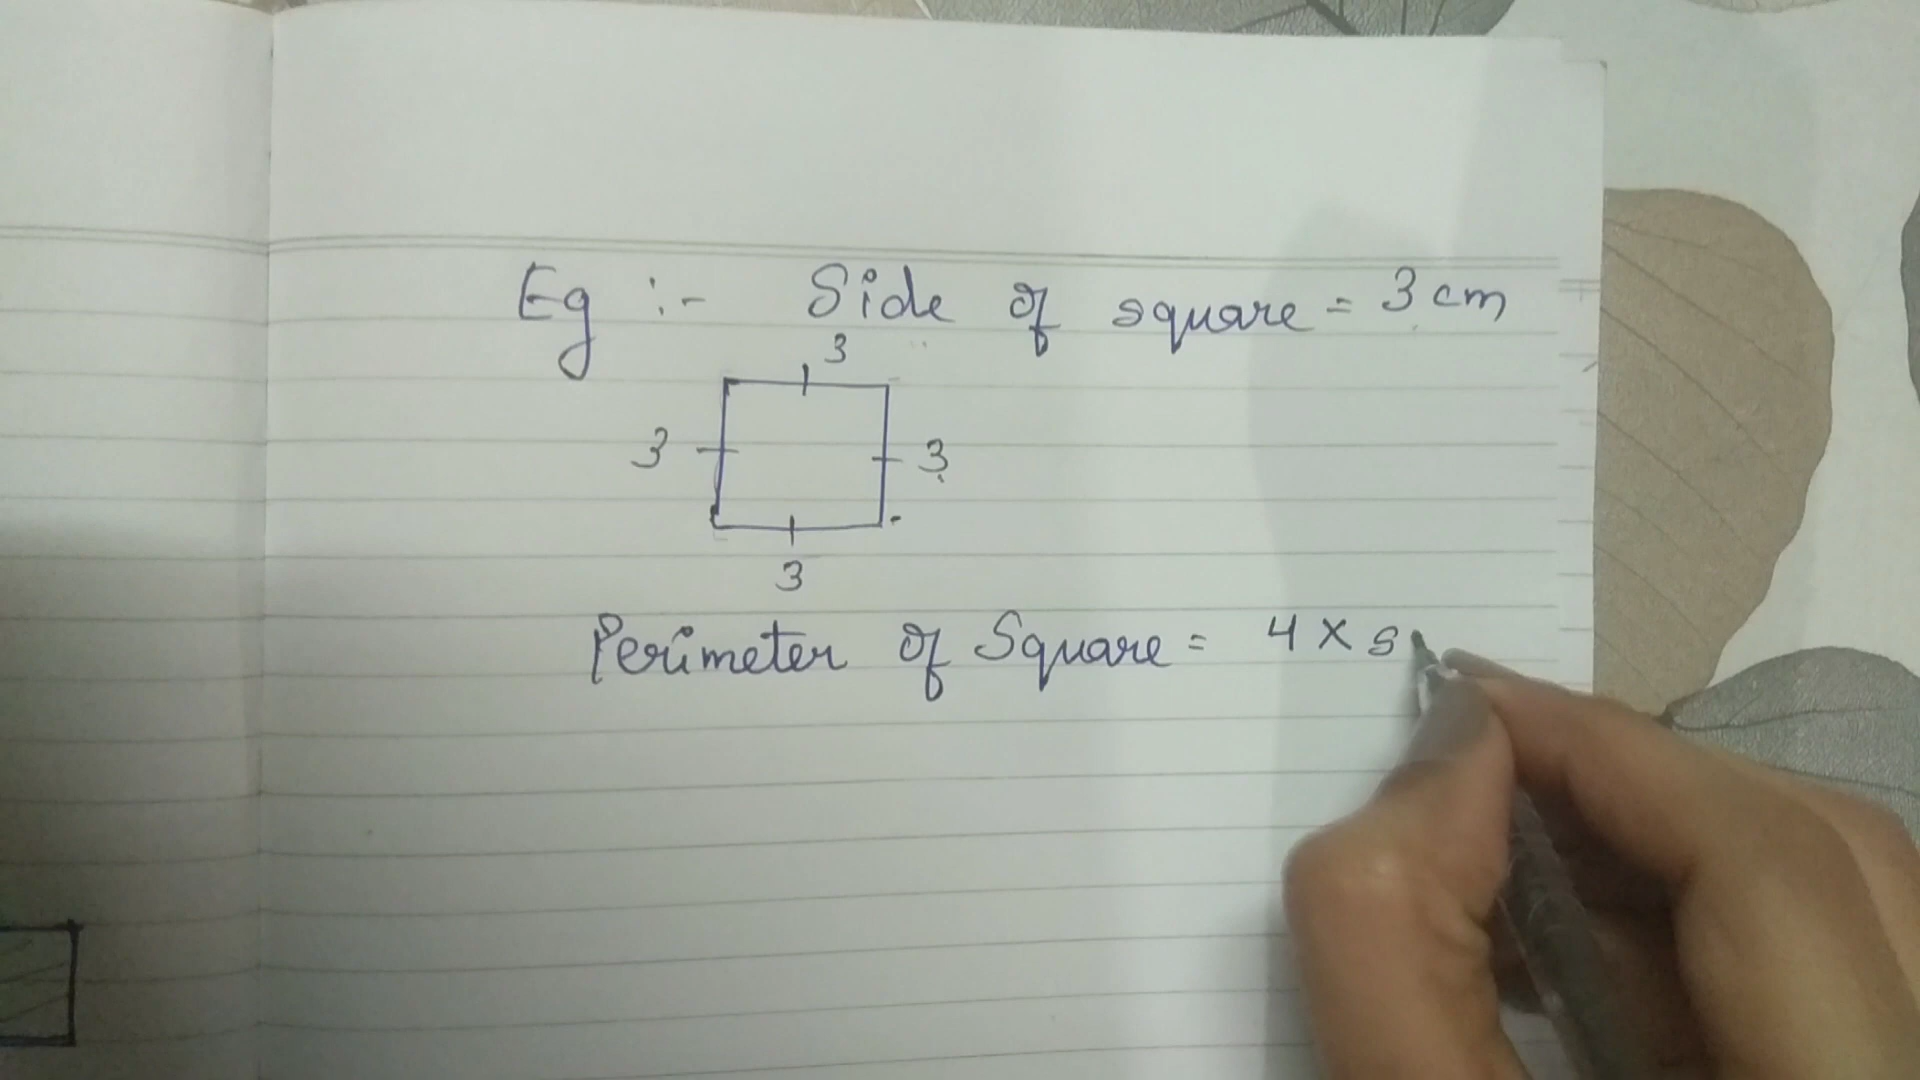 Eg :- Side of square = 3 cm
3
3 3
3
Perimeter of Square = 4 × s